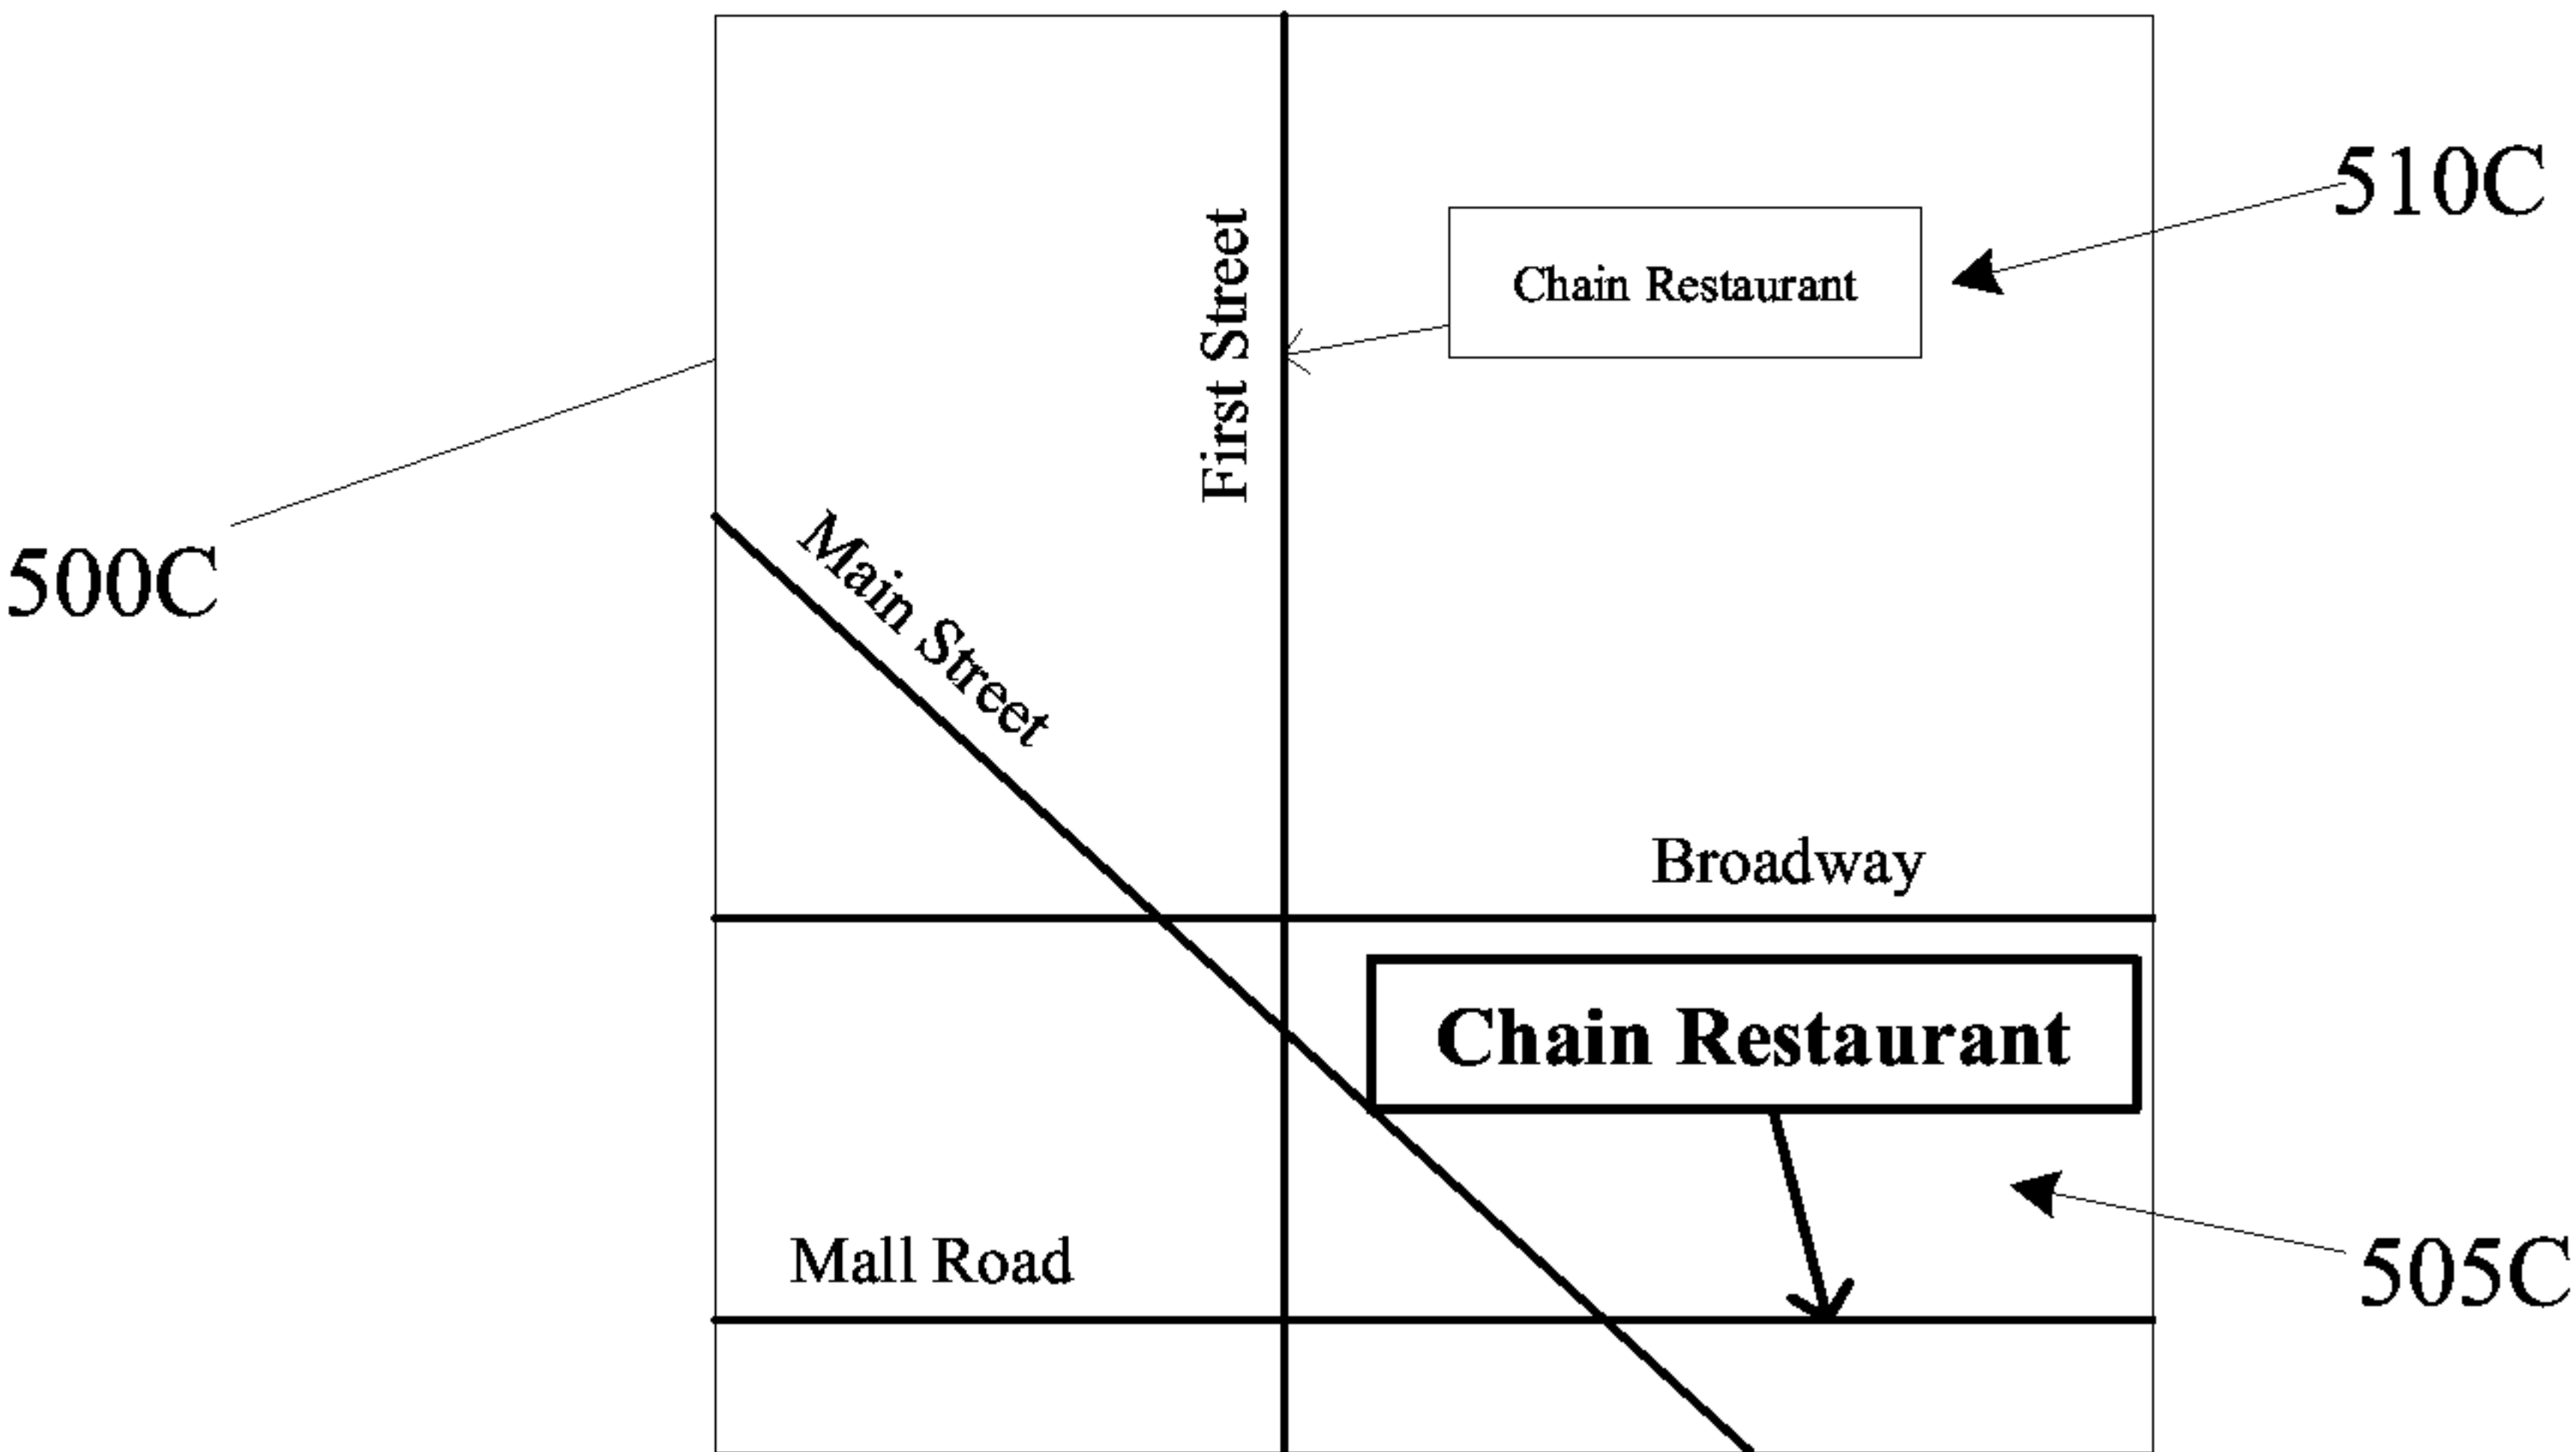 510C
Chain Restaurant
First Street
Main Street
500C
Broadway
Chain Restaurant
Mall Road
505C